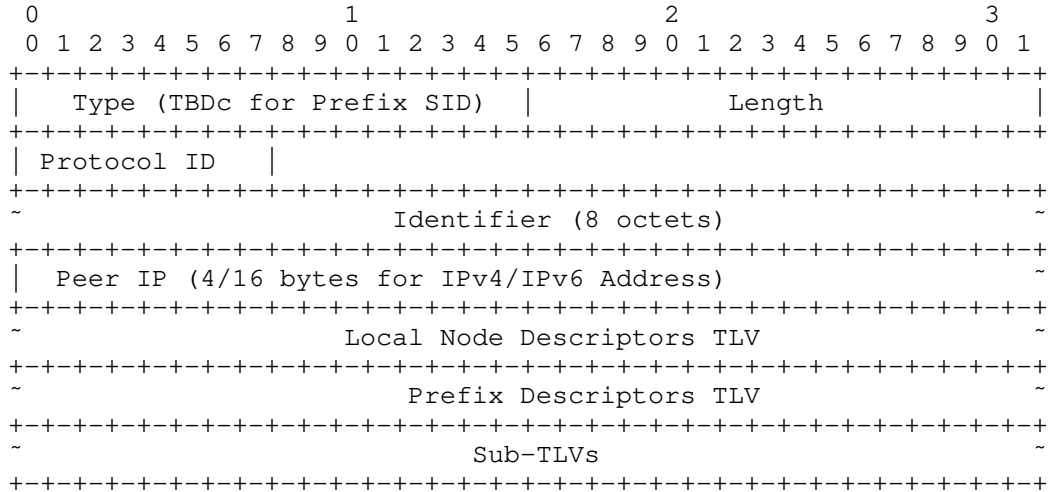 0                   1                   2                   3
 0 1 2 3 4 5 6 7 8 9 0 1 2 3 4 5 6 7 8 9 0 1 2 3 4 5 6 7 8 9 0 1
+-+-+-+-+-+-+-+-+-+-+-+-+-+-+-+-+-+-+-+-+-+-+-+-+-+-+-+-+-+-+-+-+
|   Type (TBDc for Prefix SID)  |            Length             |
+-+-+-+-+-+-+-+-+-+-+-+-+-+-+-+-+-+-+-+-+-+-+-+-+-+-+-+-+-+-+-+-+
| Protocol ID   |
+-+-+-+-+-+-+-+-+-+-+-+-+-+-+-+-+-+-+-+-+-+-+-+-+-+-+-+-+-+-+-+-+
~                       Identifier (8 octets)                   ~
+-+-+-+-+-+-+-+-+-+-+-+-+-+-+-+-+-+-+-+-+-+-+-+-+-+-+-+-+-+-+-+-+
|  Peer IP (4/16 bytes for IPv4/IPv6 Address)                   ~
+-+-+-+-+-+-+-+-+-+-+-+-+-+-+-+-+-+-+-+-+-+-+-+-+-+-+-+-+-+-+-+-+
~                    Local Node Descriptors TLV                 ~
+-+-+-+-+-+-+-+-+-+-+-+-+-+-+-+-+-+-+-+-+-+-+-+-+-+-+-+-+-+-+-+-+
~                        Prefix Descriptors TLV                 ~
+-+-+-+-+-+-+-+-+-+-+-+-+-+-+-+-+-+-+-+-+-+-+-+-+-+-+-+-+-+-+-+-+
~                            Sub-TLVs                           ~
+-+-+-+-+-+-+-+-+-+-+-+-+-+-+-+-+-+-+-+-+-+-+-+-+-+-+-+-+-+-+-+-+